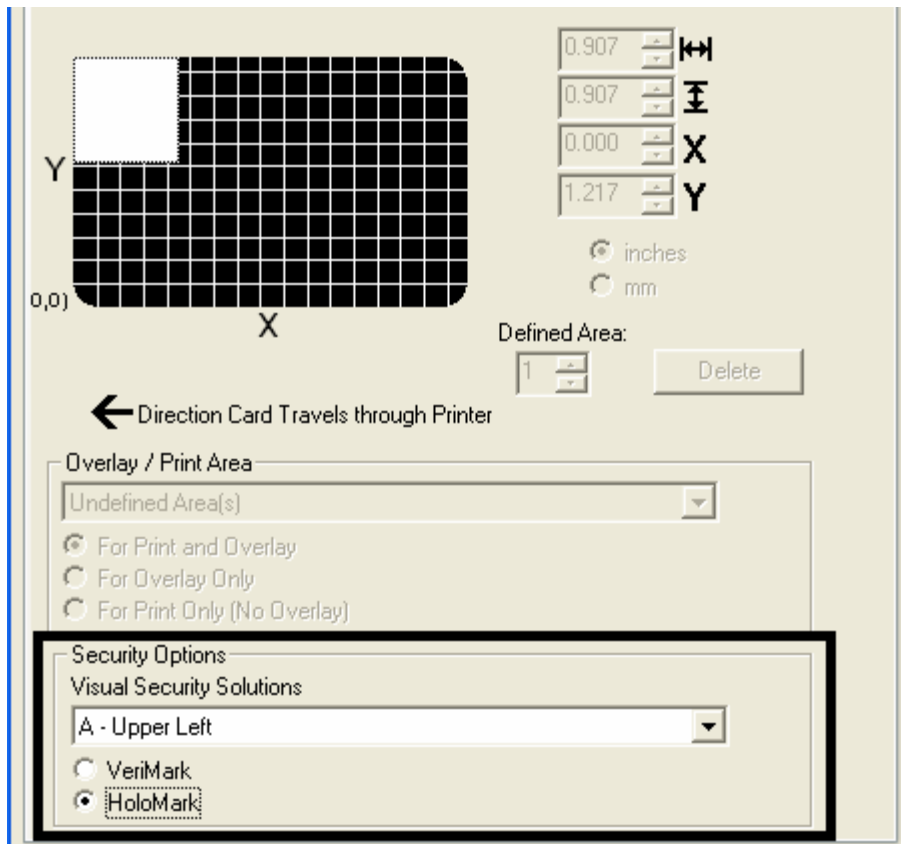 0.907
0.907
0.000 X
Y
1.217 Y
inches
mm
0,0)
X
Defined Area:
1 Delete
Direction Card Travels through Printer
Overlay / Print Area
Undefined Area(s)
For Print and Overlay
For Overlay Only
For Print Only (No Overlay)
Security Options
Visual Security Solutions
A - Upper Left
VeriMark
HoloMark